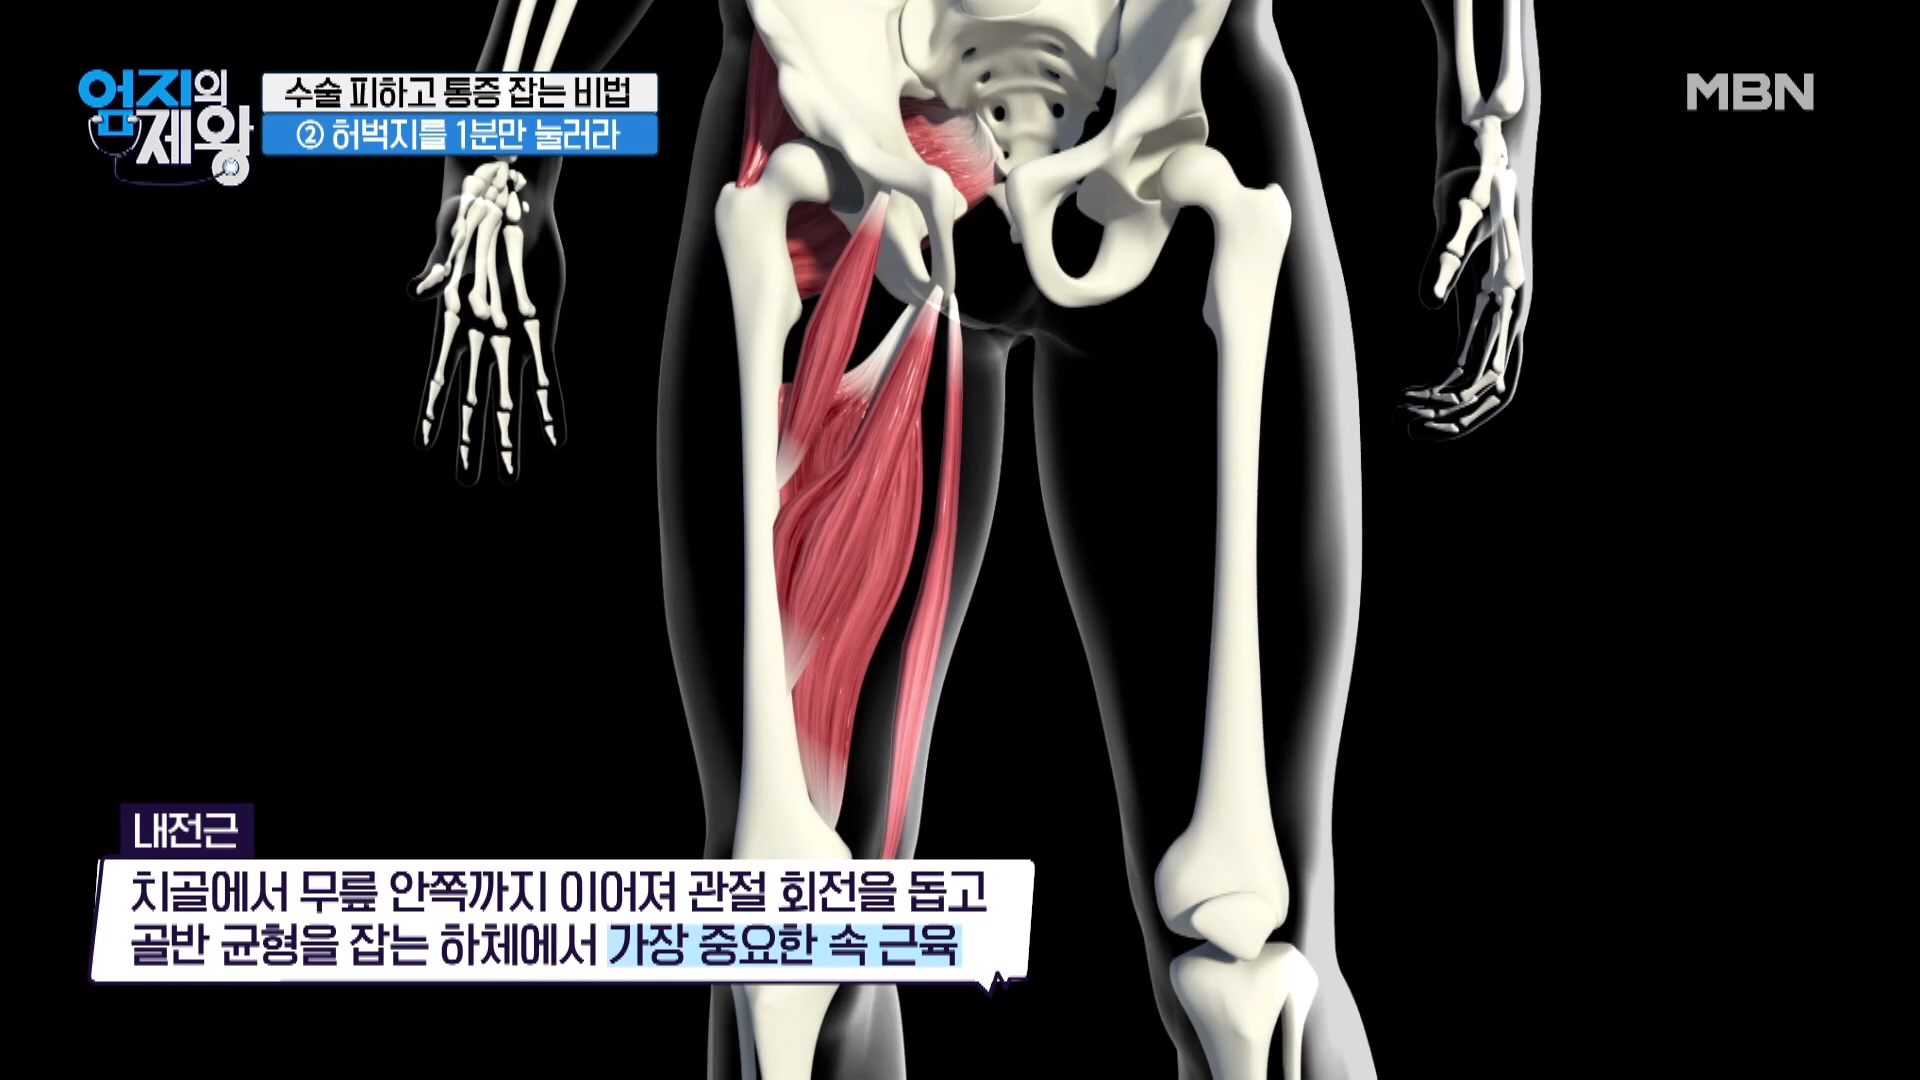 엄지의
제왕
수술 피하고 통증 잡는 비법
② 허벅지를 1분만 눌러라
MBN
내전근
치골에서 무릎 안쪽까지 이어져 관절 회전을 돕고
골반 균형을 잡는 하체에서 가장 중요한 속 근육